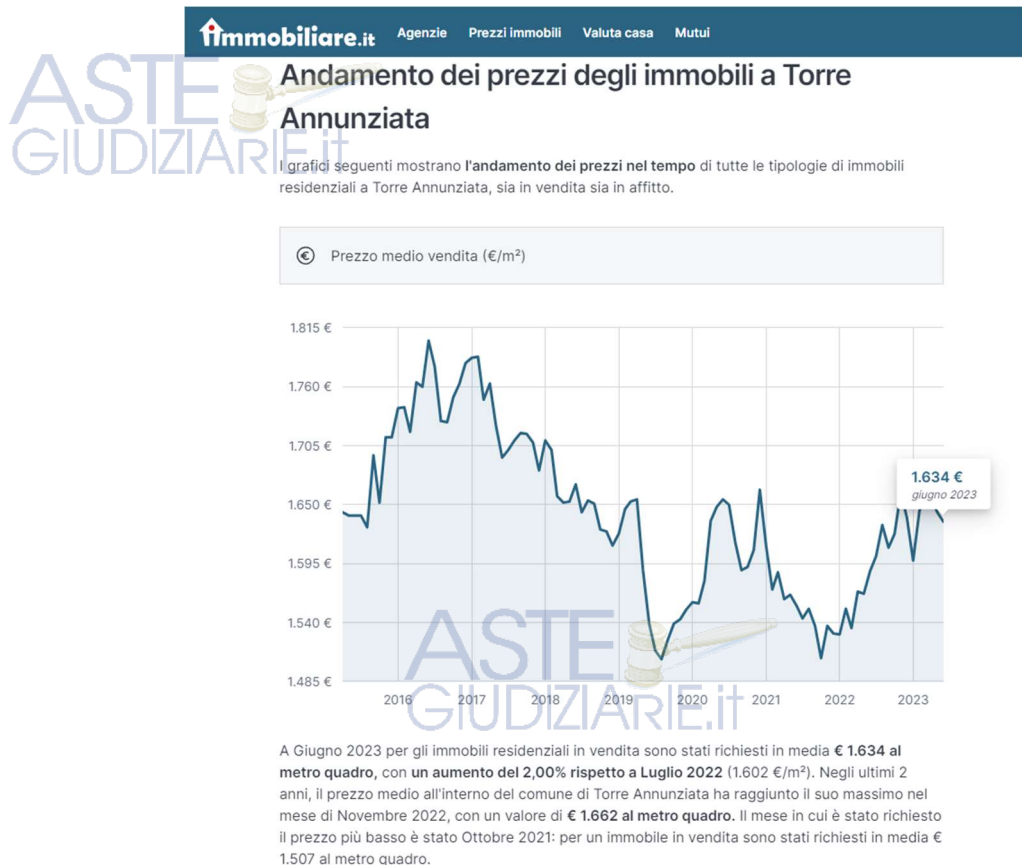 immobiliare.it Agenzie Prezzi immobili Valuta casa Mutui
Andamento dei prezzi degli immobili a Torre
Annunziata
ASTE
GIUDIZIARIE.it
I grafici seguenti mostrano l'andamento dei prezzi nel tempo di tutte le tipologie di immobili
residenziali a Torre Annunziata, sia in vendita sia in affitto.
Prezzo medio vendita (€/m²)
1.815 €
1.760 €
1.705 €
1.650 €
1.595 €
1.540 €
1.485 €
1.634 €
giugno 2023
2016 2017 2018 2019 2020 2021 2022 2023
ASTE
GIUDIZIARIE.it
A Giugno 2023 per gli immobili residenziali in vendita sono stati richiesti in media € 1.634 al
metro quadro, con un aumento del 2,00% rispetto a Luglio 2022 (1.602 €/m²). Negli ultimi 2
anni, il prezzo medio all'interno del comune di Torre Annunziata ha raggiunto il suo massimo nel
mese di Novembre 2022, con un valore di € 1.662 al metro quadro. Il mese in cui è stato richiesto
il prezzo più basso è stato Ottobre 2021: per un immobile in vendita sono stati richiesti in media €
1.507 al metro quadro.